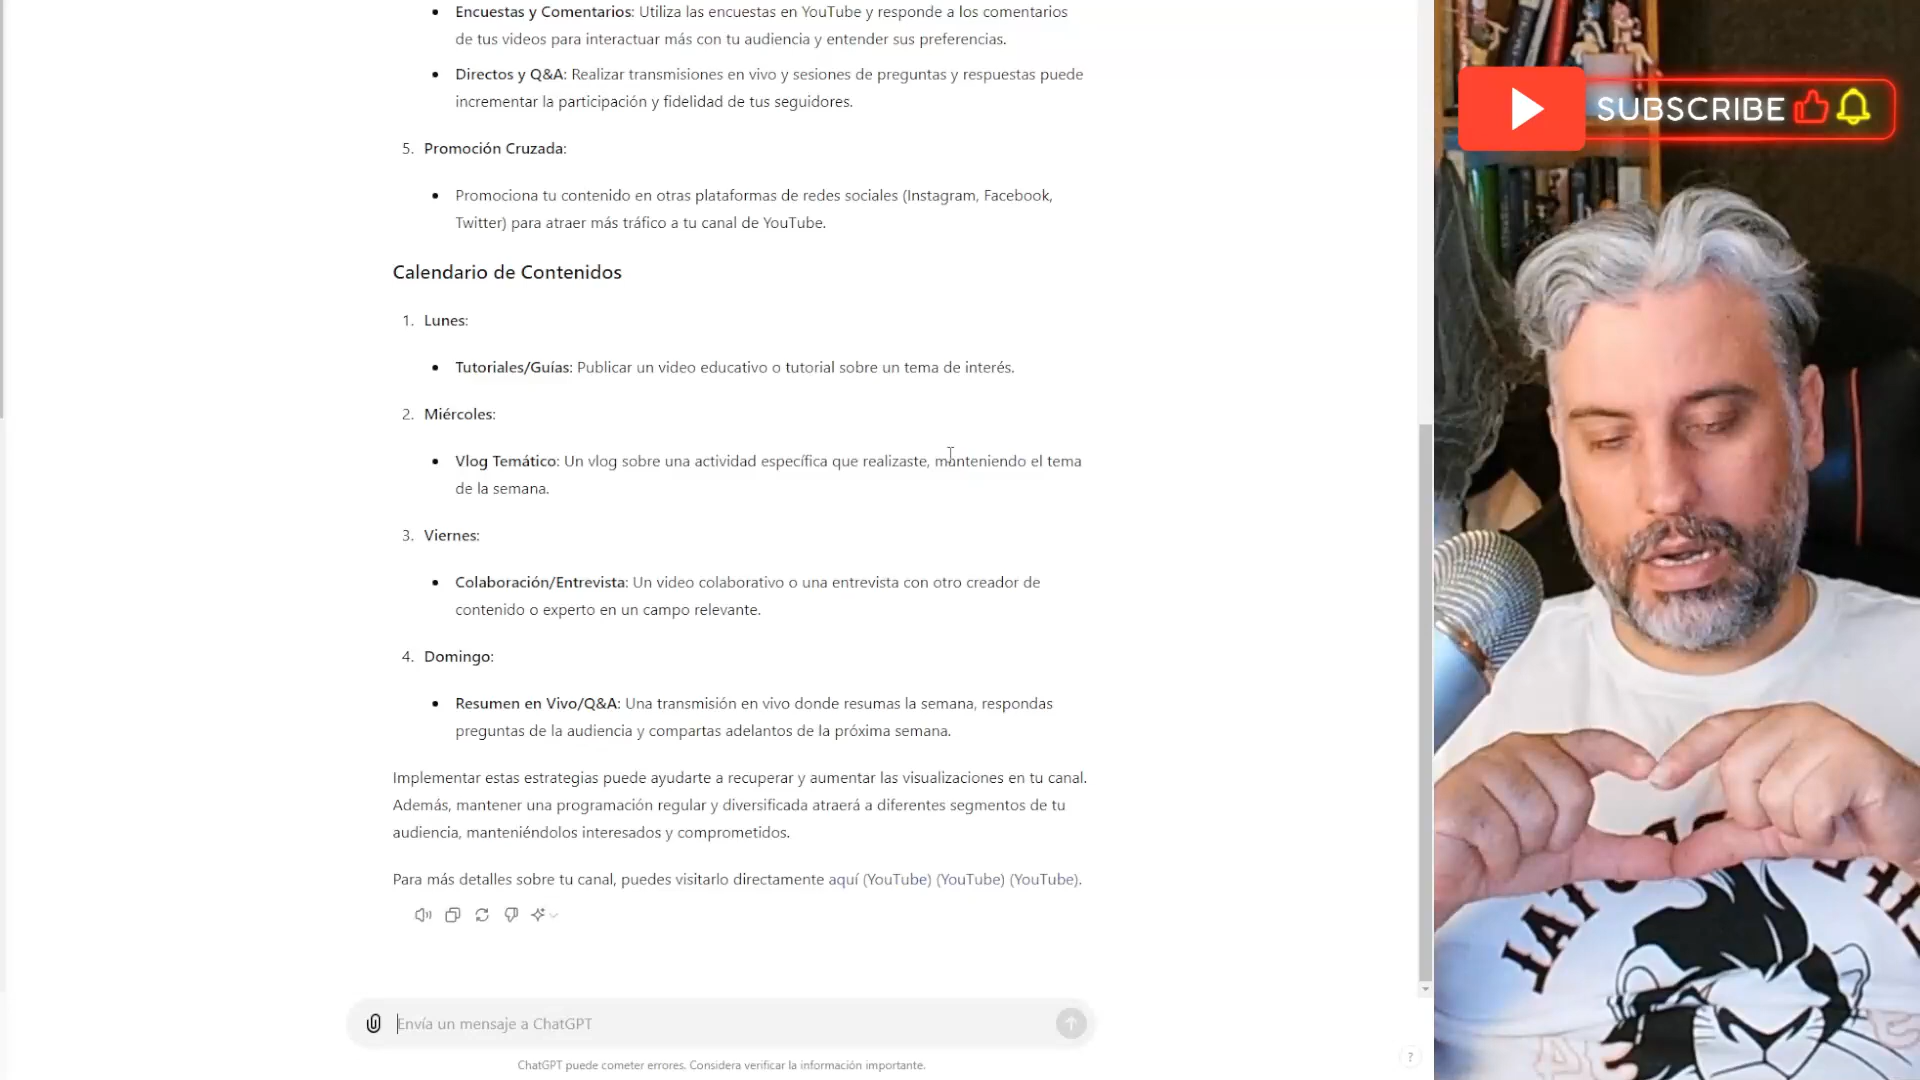 Encuestas y Comentarios: Utiliza las encuestas en YouTube y responde a los comentarios
de tus videos para interactuar más con tu audiencia y entender sus preferencias.
Directos y Q&A: Realizar transmisiones en vivo y sesiones de preguntas y respuestas puede
incrementar la participación y fidelidad de tus seguidores.
5. Promoción Cruzada:
Promociona tu contenido en otras plataformas de redes sociales (Instagram, Facebook,
Twitter) para atraer más tráfico a tu canal de YouTube.
Calendario de Contenidos
1. Lunes:
Tutoriales/Guías: Publicar un video educativo o tutorial sobre un tema de interés.
2. Miércoles:
Vlog Temático: Un vlog sobre una actividad específica que realizaste, manteniendo el tema
de la semana.
3. Viernes:
Colaboración/Entrevista: Un video colaborativo o una entrevista con otro creador de
contenido o experto en un campo relevante.
4. Domingo:
Resumen en Vivo/Q&A: Una transmisión en vivo donde resumas la semana, respondas
preguntas de la audiencia y compartas adelantos de la próxima semana.
Implementar estas estrategias puede ayudarte a recuperar y aumentar las visualizaciones en tu canal.
Además, mantener una programación regular y diversificada atraerá a diferentes segmentos de tu
audiencia, manteniéndolos interesados y comprometidos.
Para más detalles sobre tu canal, puedes visitarlo directamente aquí (YouTube) (YouTube) (YouTube).
Envía un mensaje a ChatGPT
ChatGPT puede cometer errores. Considera verificar la información importante.
?
SUBSCRIBE